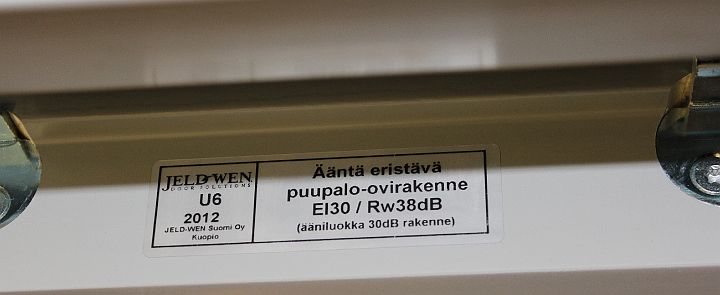 JELD-WEN
DOOR SOLUTIONS
U6
2012
JELD-WEN Suomi Oy
Kuopio
Ääntä eristävä
puupalo-ovirakenne
EI30 / Rw38dB
(ääniluokka 30dB rakenne)